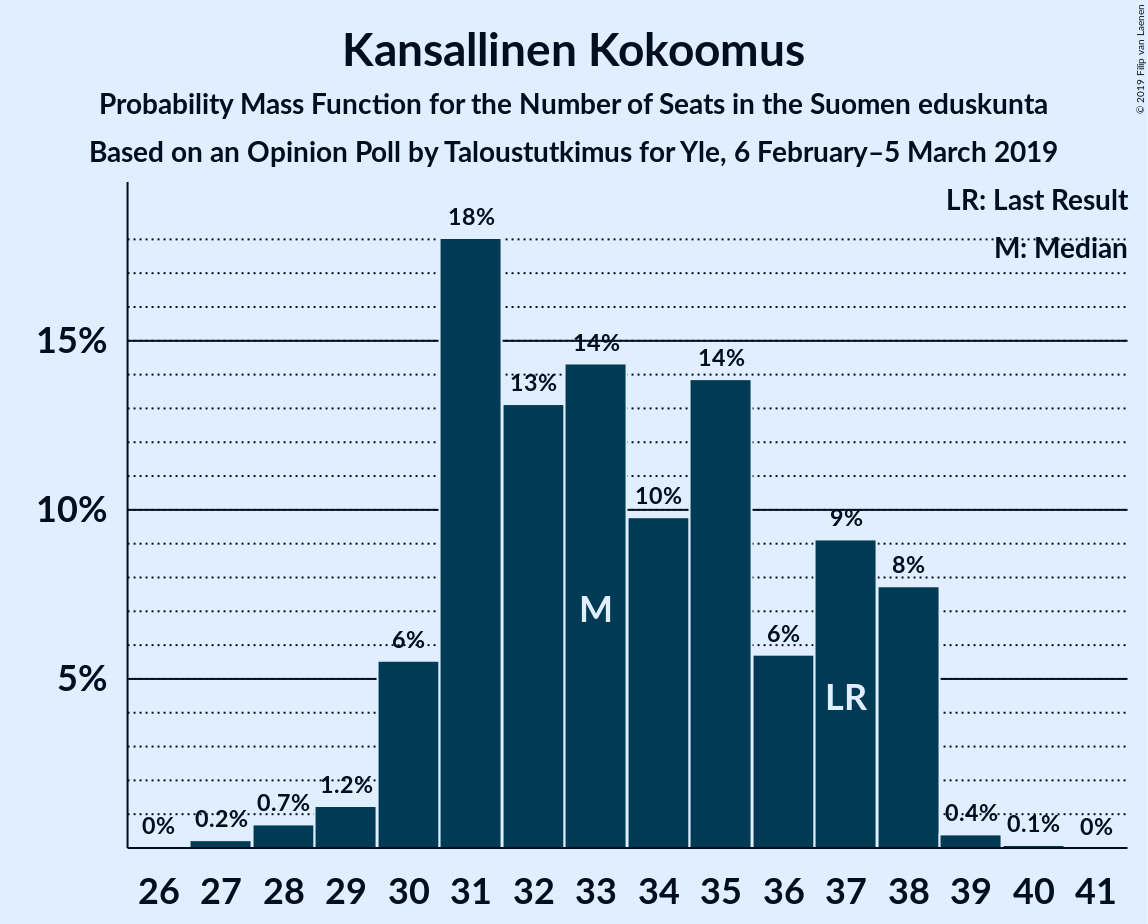 Kansallinen Kokoomus
Probability Mass Function for the Number of Seats in the Suomen eduskunta
Based on an Opinion Poll by Taloustutkimus for Yle, 6 February–5 March 2019
© 2019 Filip van Laenen
LR: Last Result
M: Median
15%
10%
5%
0%
0.2%
0.7%
1.2%
6%
18%
13%
14%
10%
14%
6%
9%
8%
0.4%
0.1%
0%
M
LR
26 27 28 29 30 31 32 33 34 35 36 37 38 39 40 41